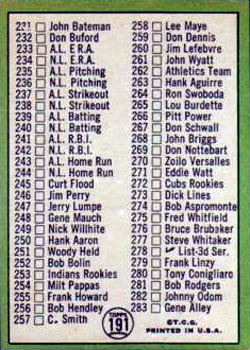 231 John Bateman
232 Don Buford
233 A.L. E.R.A.
234 N.L. E.R.A.
235 A.L. Pitching
236 N.L. Pitching
237 A.L. Strikeout
238 N.L. Strikeout
239 A.L. Batting
240 N.L. Batting
241 A.L. R.B.I.
242 N.L. R.B.I.
243 A.L. Home Run
244 N.L. Home Run
245 Curt Flood
246 Jim Perry
247 Jerry Lumpe
248 Gene Mauch
249 Nick Willhite
250 Hank Aaron
251 Woody Held
252 Bob Bolin
253 Indians Rookies
254 Milt Pappas
255 Frank Howard
256 Bob Hendley
257 C. Smith
258 Lee Maye
259 Don Dennis
260 Jim Lefebvre
261 John Wyatt
262 Athletics Team
263 Hank Aguirre
264 Ron Swoboda
265 Lou Burdette
266 Pitt Power
267 Don Schwall
268 John Briggs
269 Don Nottebart
270 Zoilo Versalles
271 Eddie Watt
272 Cubs Rookies
273 Dick Lines
274 Bob Aspromonte
275 Fred Whitfield
276 Bruce Brubaker
277 Steve Whitaker
278 List-3d Ser.
279 Frank Linzy
280 Tony Conigliaro
281 Bob Rodgers
282 Johnny Odom
283 Gene Alley
TOPPS
191
©T.C.G.
PRINTED IN U.S.A.